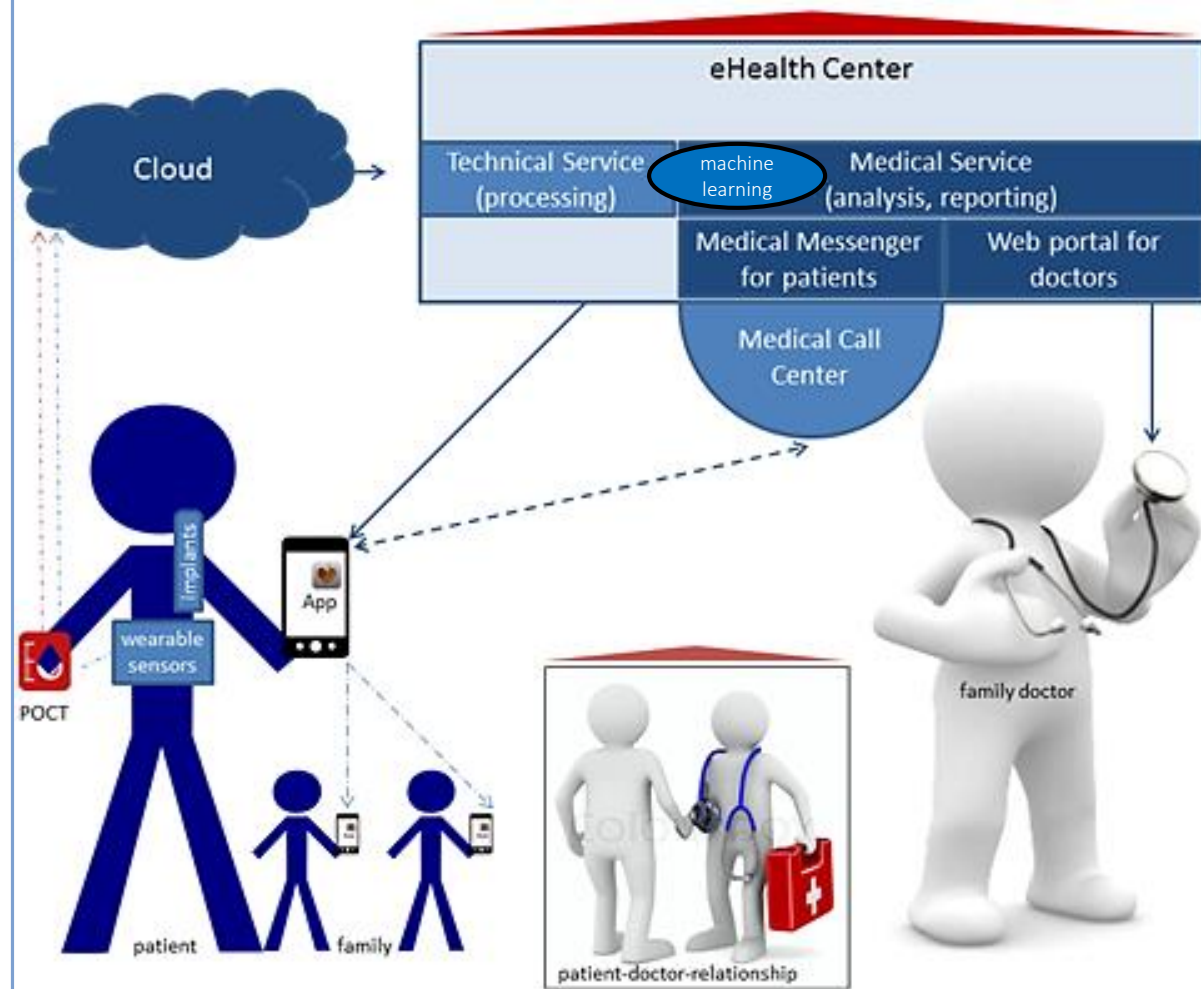 eHealth Center
Cloud
Technical Service
(processing)
machine
learning
Medical Service
(analysis, reporting)
Medical Messenger
for patients
Web portal for
doctors
Medical Call
Center
Implants
App
wearable
sensors
POCT
family doctor
patient
family
patient-doctor-relationship